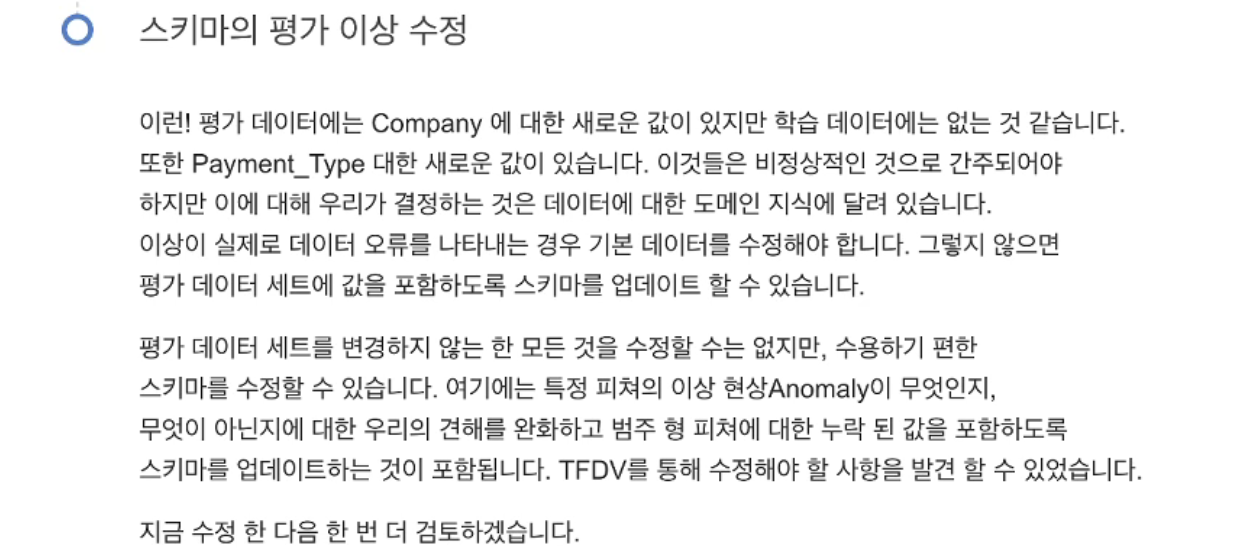 스키마의 평가 이상 수정
이런! 평가 데이터에는 Company 에 대한 새로운 값이 있지만 학습 데이터에는 없는 것 같습니다.
또한 Payment_Type 대한 새로운 값이 있습니다. 이것들은 비정상적인 것으로 간주되어야
하지만 이에 대해 우리가 결정하는 것은 데이터에 대한 도메인 지식에 달려 있습니다.
이상이 실제로 데이터 오류를 나타내는 경우 기본 데이터를 수정해야 합니다. 그렇지 않으면
평가 데이터 세트에 값을 포함하도록 스키마를 업데이트 할 수 있습니다.
평가 데이터 세트를 변경하지 않는 한 모든 것을 수정할 수는 없지만, 수용하기 편한
스키마를 수정할 수 있습니다. 여기에는 특정 피쳐의 이상 현상Anomaly이 무엇인지,
무엇이 아닌지에 대한 우리의 견해를 완화하고 범주 형 피쳐에 대한 누락 된 값을 포함하도록
스키마를 업데이트하는 것이 포함됩니다. TFDV를 통해 수정해야 할 사항을 발견 할 수 있었습니다.
지금 수정 한 다음 한 번 더 검토하겠습니다.